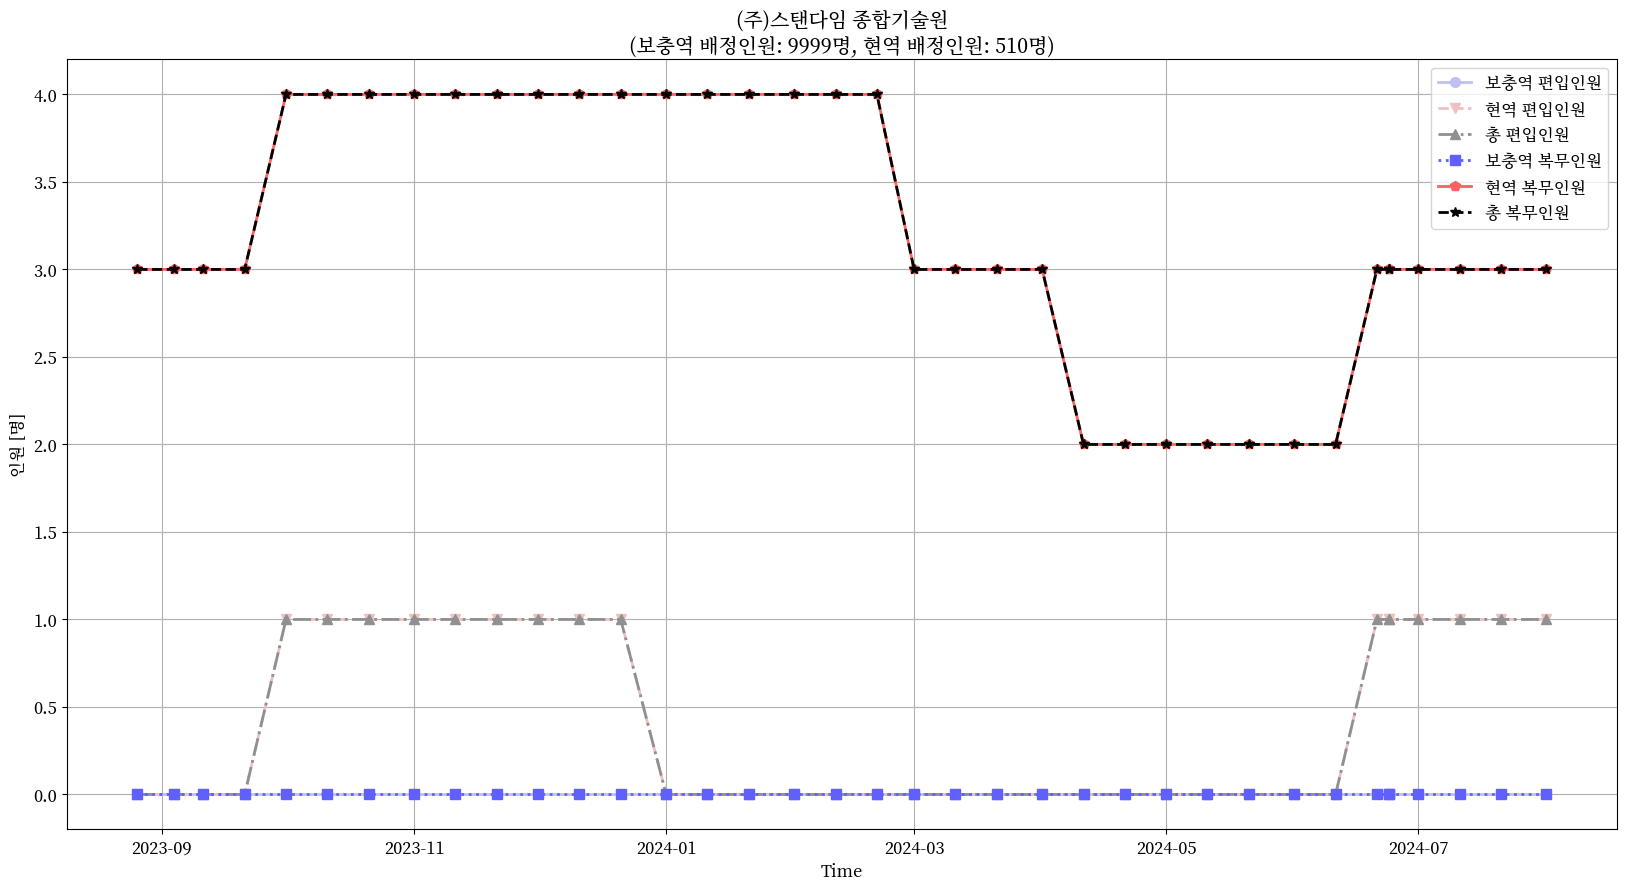 (주)스탠다임 종합기술원
(보충역 배정인원: 9999명, 현역 배정인원: 510명)
보충역 편입인원
현역 편입인원
총 편입인원
보충역 복무인원
현역 복무인원
총 복무인원
인원 [명]
4.0
3.5
3.0
2.5
2.0
1.5
1.0
0.5
0.0
2023-09
2023-11
2024-01
2024-03
2024-05
2024-07
Time